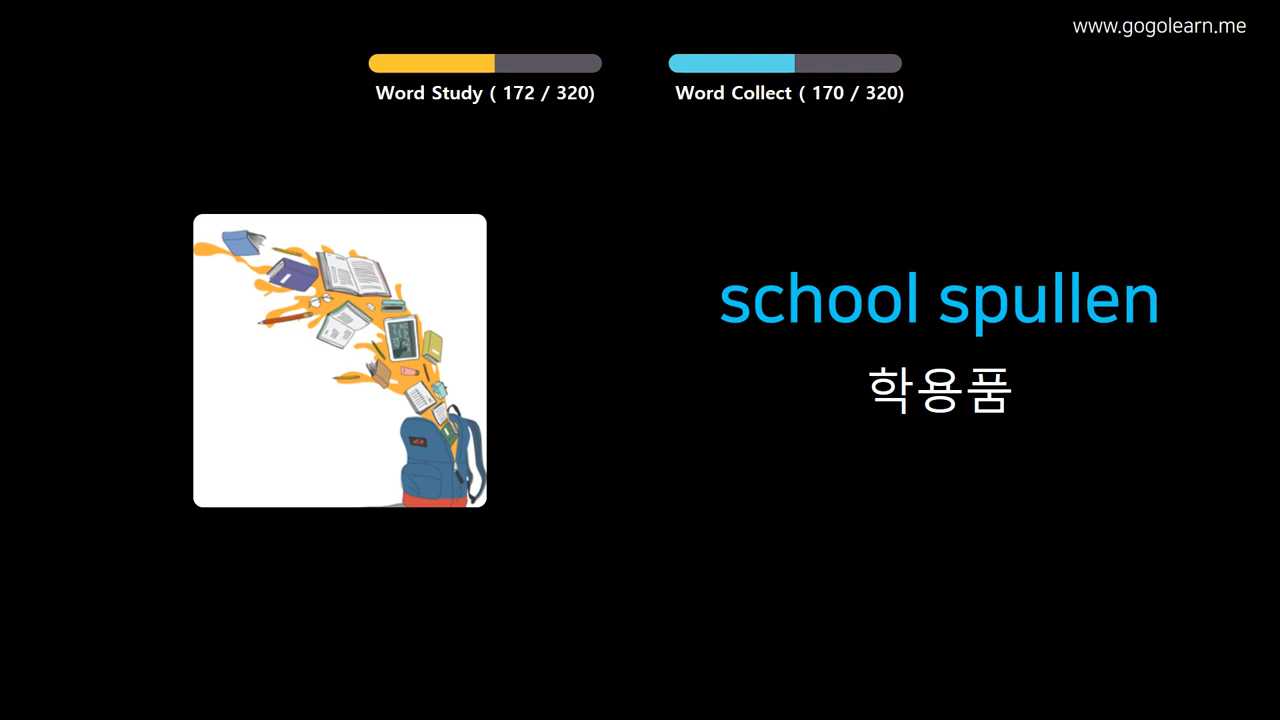 www.gogolearn.me
Word Study ( 172 / 320)
Word Collect ( 170 / 320)
school spullen
학용품